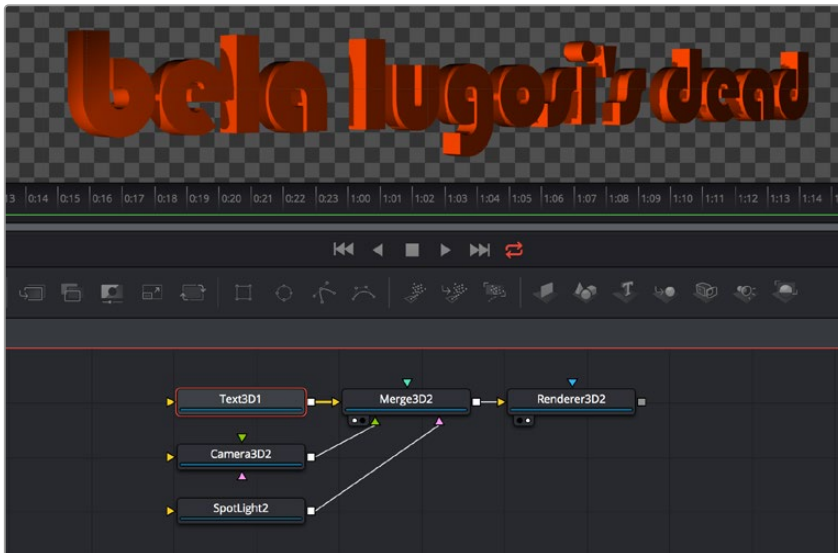 bela lugosi's dead
13 0:14 0:15 0:16 0:17 0:18 0:19 0:20 0:21 0:22 0:23 1:00 1:01 1:02 1:03 1:04 1:05 1:06 1:07 1:08 1:09 1:10 1:11 1:12 1:13 1:14
T
Text3D1 Merge3D2 Renderer3D2
Camera3D2
SpotLight2